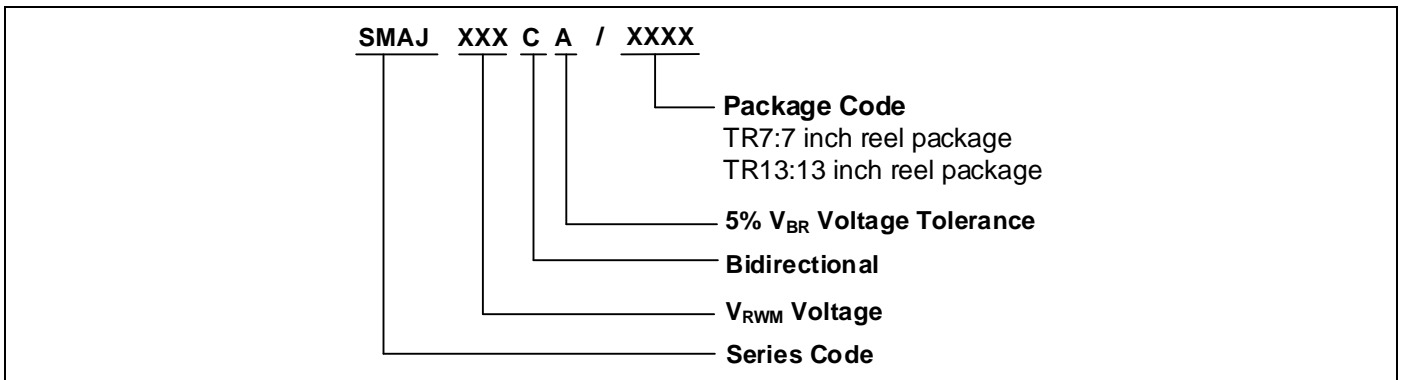 SMAJ XXX C A / XXXX
Package Code
TR7:7 inch reel package
TR13:13 inch reel package
5% VBR Voltage Tolerance
Bidirectional
VRWM Voltage
Series Code